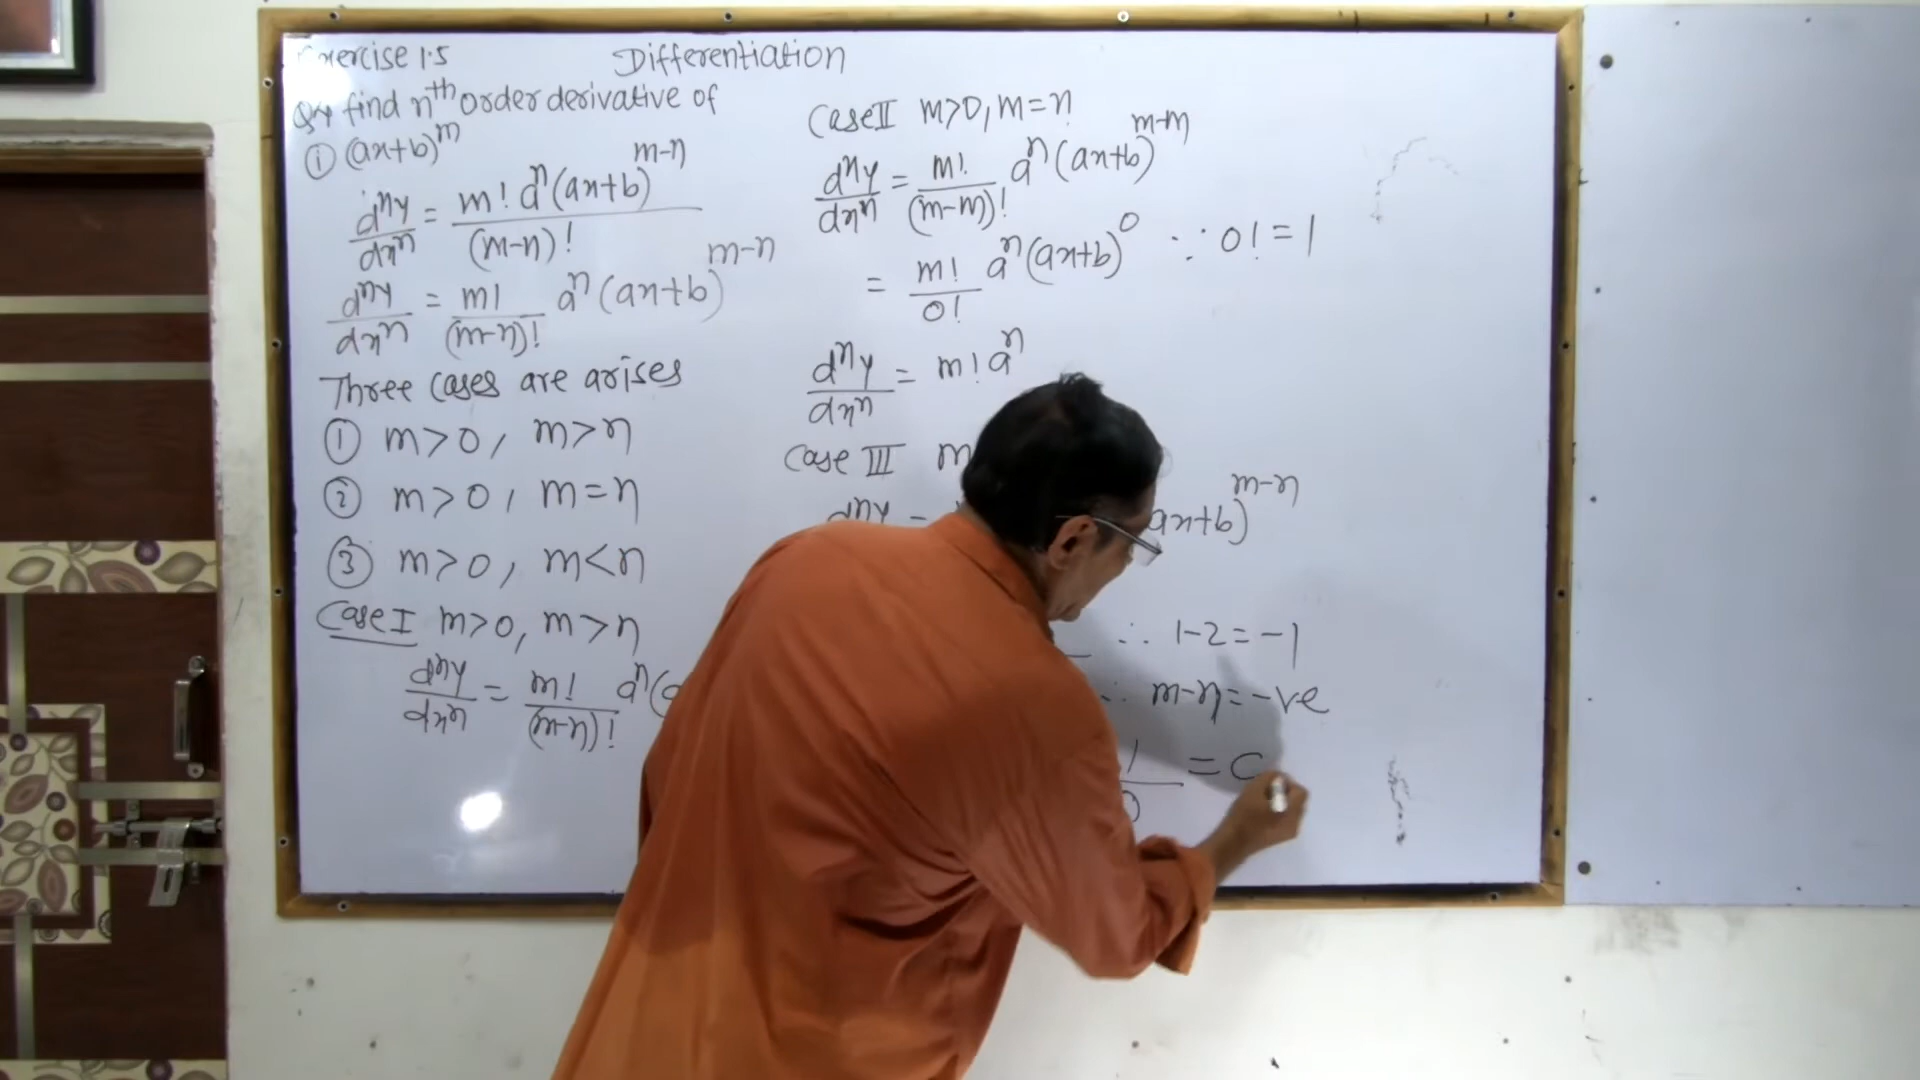 Exercise 1.5 Differentiation
Q4 find n^th order derivative of
① (ax+b)^m
d^n y/dx^n = m! a^n (ax+b)^(m-n)/(m-n)!
d^n y/dx^n = m!/(m-n)! a^n (ax+b)^(m-n)
Three cases are arises
① m>0, m>n
② m>0, m=n
③ m>0, m<n
Case I m>0, m>n
d^n y/dx^n = m!/(m-n)! a^n (
Case II m>0, m=n
d^n y/dx^n = m!/(m-m)! a^n (ax+b)^(m-m)
= m!/0! a^n (ax+b)^0 ∵ 0! = 1
d^n y/dx^n = m! a^n
Case III m
ax+b)^(m-n)
∴ 1-2 = -1
∴ m-n = -ve
= C